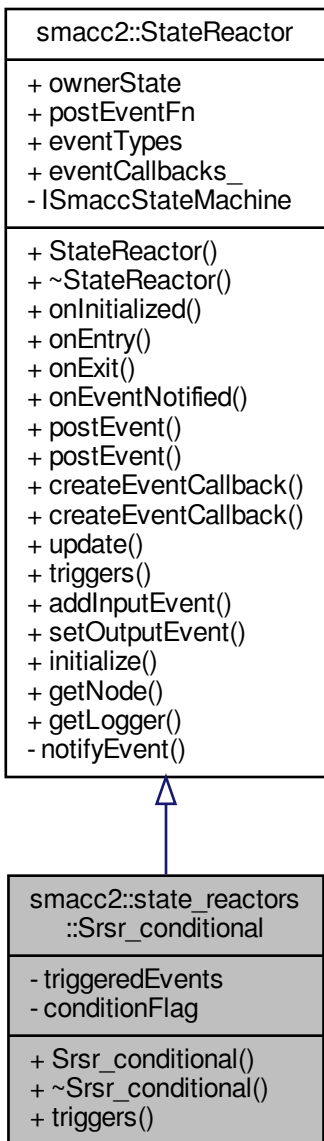 smacc2::StateReactor
+ ownerState
+ postEventFn
+ eventTypes
+ eventCallbacks_
- ISmaccStateMachine
+ StateReactor()
+ ~StateReactor()
+ onInitialized()
+ onEntry()
+ onExit()
+ onEventNotified()
+ postEvent()
+ postEvent()
+ createEventCallback()
+ createEventCallback()
+ update()
+ triggers()
+ addInputEvent()
+ setOutputEvent()
+ initialize()
+ getNode()
+ getLogger()
- notifyEvent()
smacc2::state_reactors
::Srsr_conditional
- triggeredEvents
- conditionFlag
+ Srsr_conditional()
+ ~Srsr_conditional()
+ triggers()